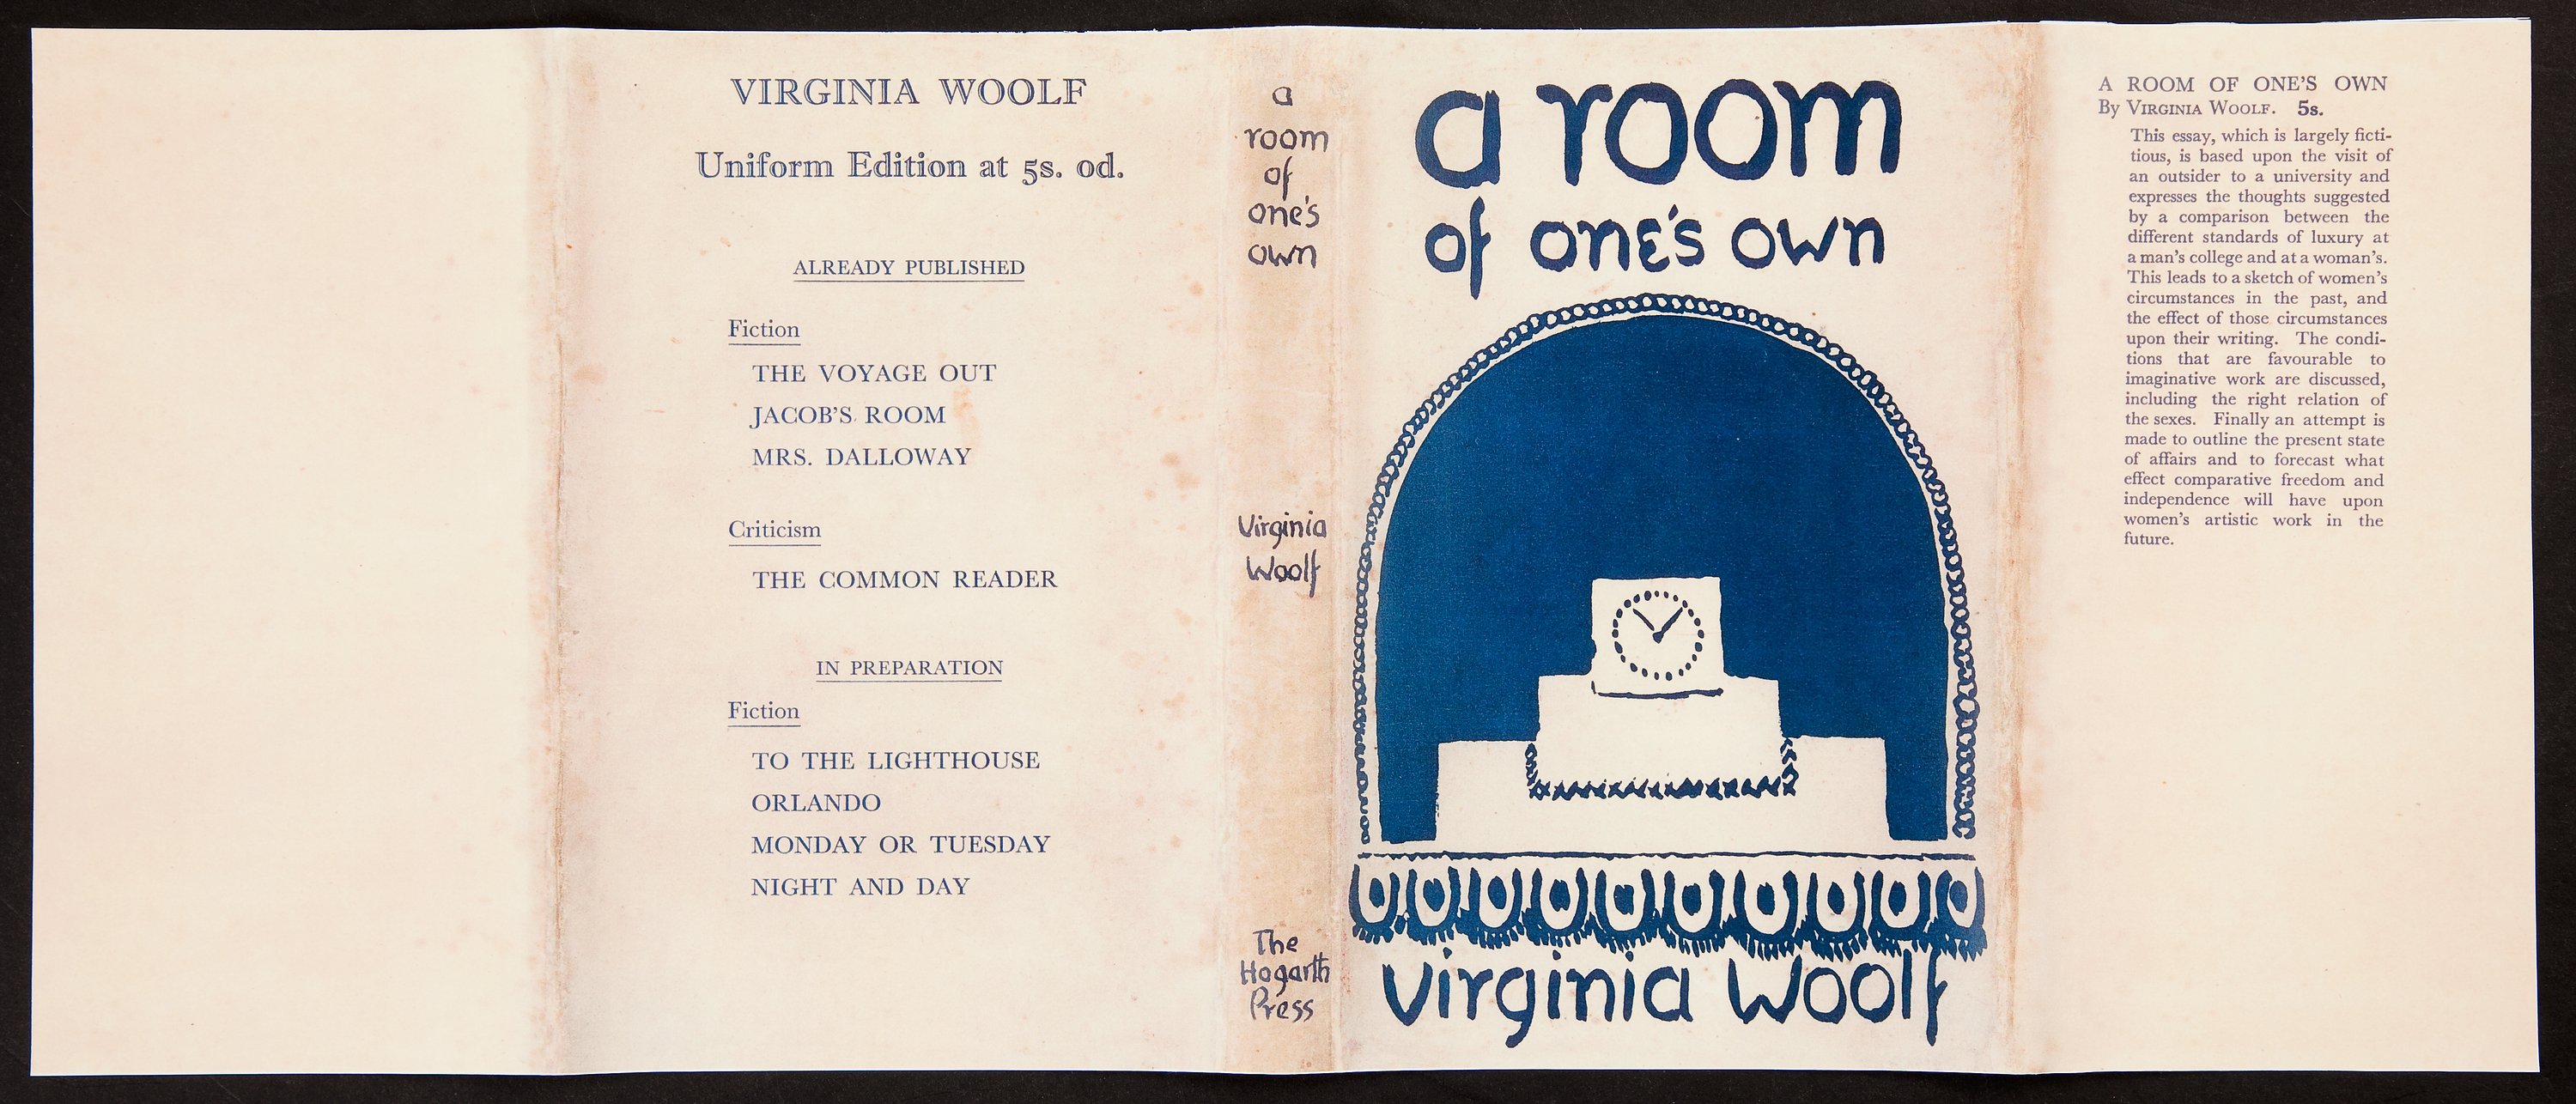 VIRGINIA WOOLF
Uniform Edition at 5s. od.
ALREADY PUBLISHED
Fiction
THE VOYAGE OUT
JACOB'S ROOM
MRS. DALLOWAY
Criticism
THE COMMON READER
IN PREPARATION
Fiction
TO THE LIGHTHOUSE
ORLANDO
MONDAY OR TUESDAY
NIGHT AND DAY
a
room
of
one's
own
Virginia
Woolf
The
Hogarth
Press
a room
of one's own
Virginia Woolf
A ROOM OF ONE'S OWN
By VIRGINIA WOOLF. 5s.
This essay, which is largely ficti-
tious, is based upon the visit of
an outsider to a university and
expresses the thoughts suggested
by a comparison between the
different standards of luxury at
a man's college and at a woman's.
This leads to a sketch of women's
circumstances in the past, and
the effect of those circumstances
upon their writing. The condi-
tions that are favourable to
imaginative work are discussed,
including the right relation of
the sexes. Finally an attempt is
made to outline the present state
of affairs and to forecast what
effect comparative freedom and
independence will have upon
women's artistic work in the
future.